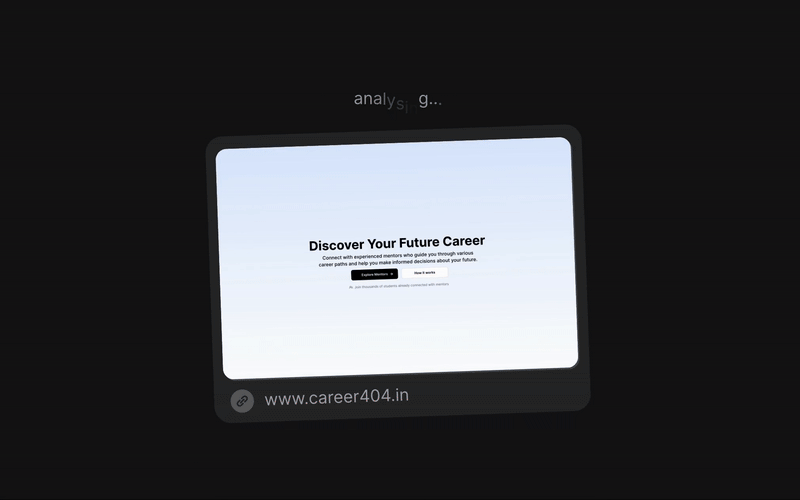 analysi g...
Discover Your Future Career
Connect with experienced mentors who guide you through various
career paths and help you make informed decisions about your future.
Explore Mentors →
How it works
Join thousands of students already connected with mentors
www.career404.in